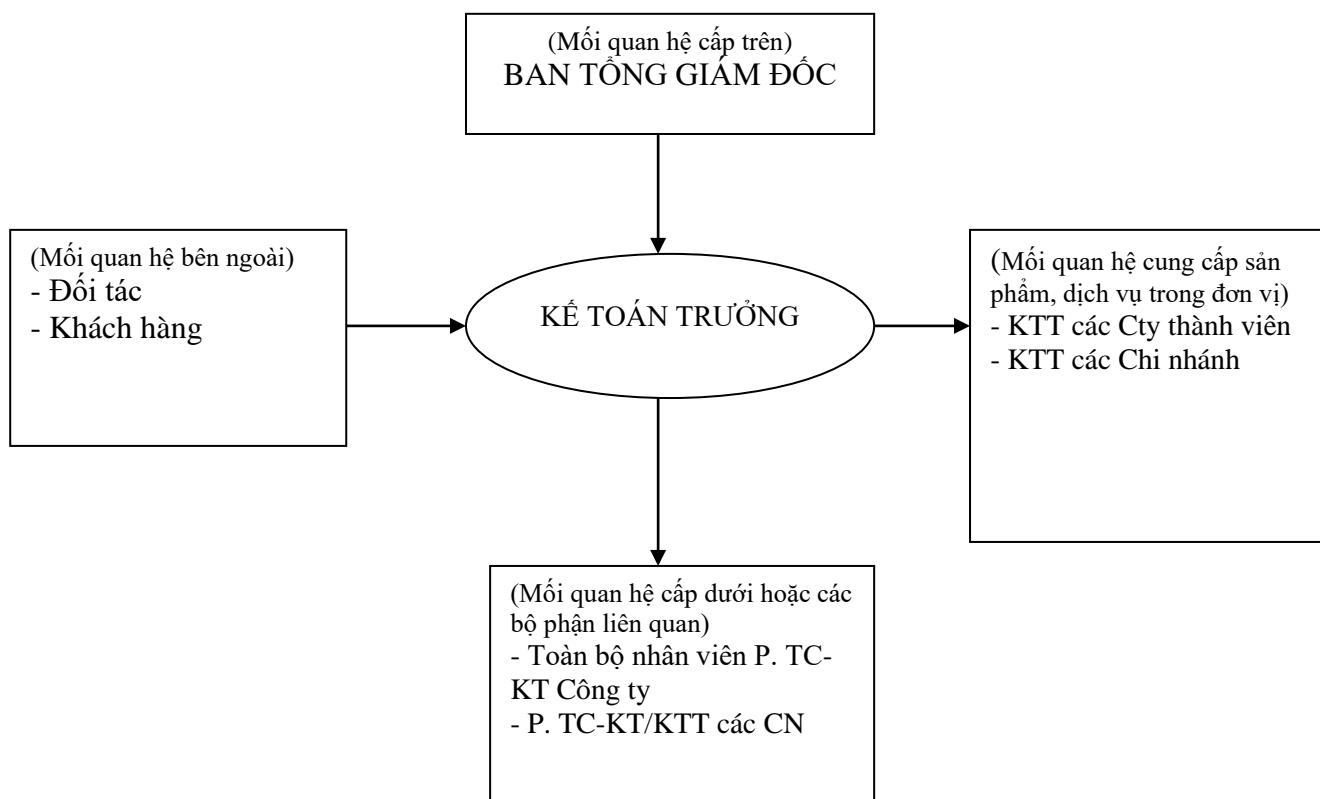 (Mối quan hệ cấp trên)
BAN TỔNG GIÁM ĐỐC
(Mối quan hệ bên ngoài)
- Đối tác
- Khách hàng
KẾ TOÁN TRƯỞNG
(Mối quan hệ cung cấp sản
phẩm, dịch vụ trong đơn vị)
- KTT các Cty thành viên
- KTT các Chi nhánh
(Mối quan hệ cấp dưới hoặc các
bộ phận liên quan)
- Toàn bộ nhân viên P. TC-
KT Công ty
- P. TC-KT/KTT các CN